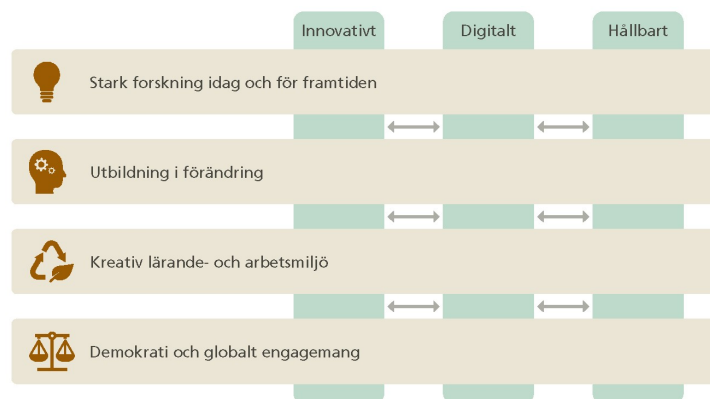 Innovativt Digitalt Hållbart
Stark forskning idag och för framtiden
Utbildning i förändring
Kreativ lärande- och arbetsmiljö
Demokrati och globalt engagemang